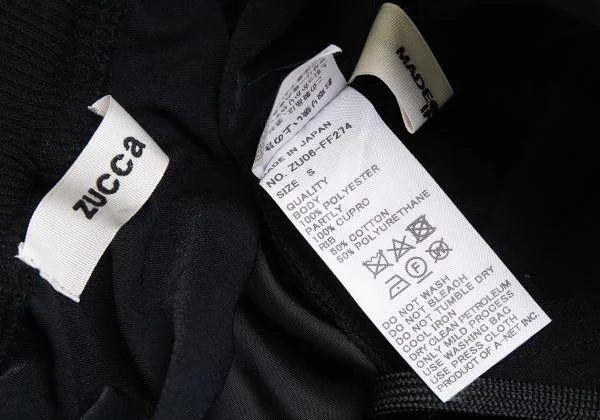 zucca
MADE
IN
MADE IN JAPAN
NO. ZU06-FF274
SIZE S
QUALITY
BODY
100% POLYESTER
PARTLY
100% CUPRO
RIB
50% COTTON
50% POLYURETHANE
DO NOT WASH
DO NOT BLEACH
DO NOT TUMBLE DRY
COOL IRON
DRY CLEAN PETROLEUM
ONLY MILD PROCESS
USE WASHING BAG
USE PRESS CLOTH
PRODUCT OF A-NET INC.